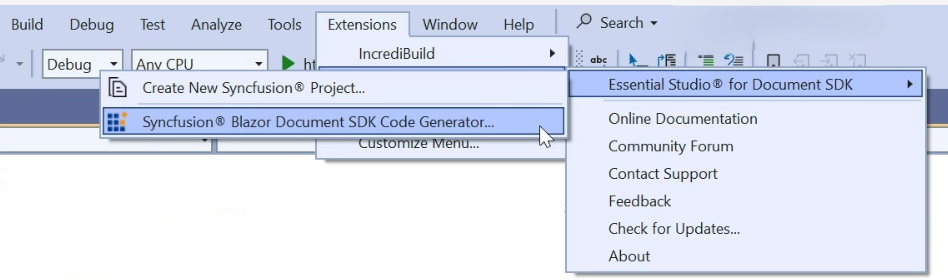 Build Debug Test Analyze Tools Extensions Window Help Search
Debug Any CPU
IncrediBuild
Essential Studio® for Document SDK
Create New Syncfusion® Project...
Syncfusion® Blazor Document SDK Code Generator...
Customize Menu...
Online Documentation
Community Forum
Contact Support
Feedback
Check for Updates...
About